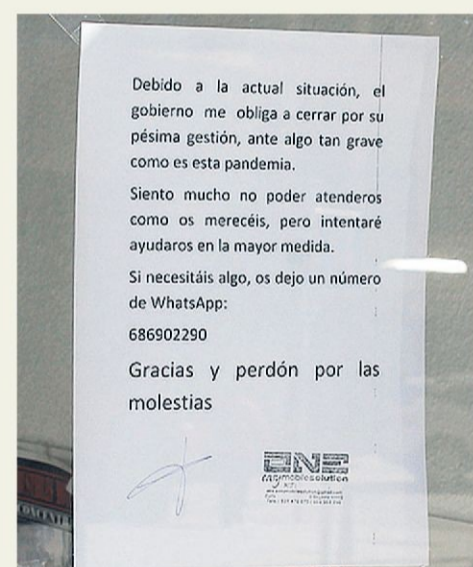 Debido a la actual situación, el
gobierno me obliga a cerrar por su
pésima gestión, ante algo tan grave
como es esta pandemia.
Siento mucho no poder atenderos
como os merecéis, pero intentaré
ayudaros en la mayor medida.
Si necesitáis algo, os dejo un número
de WhatsApp:
686902290
Gracias y perdón por las
molestias
mobilesolution